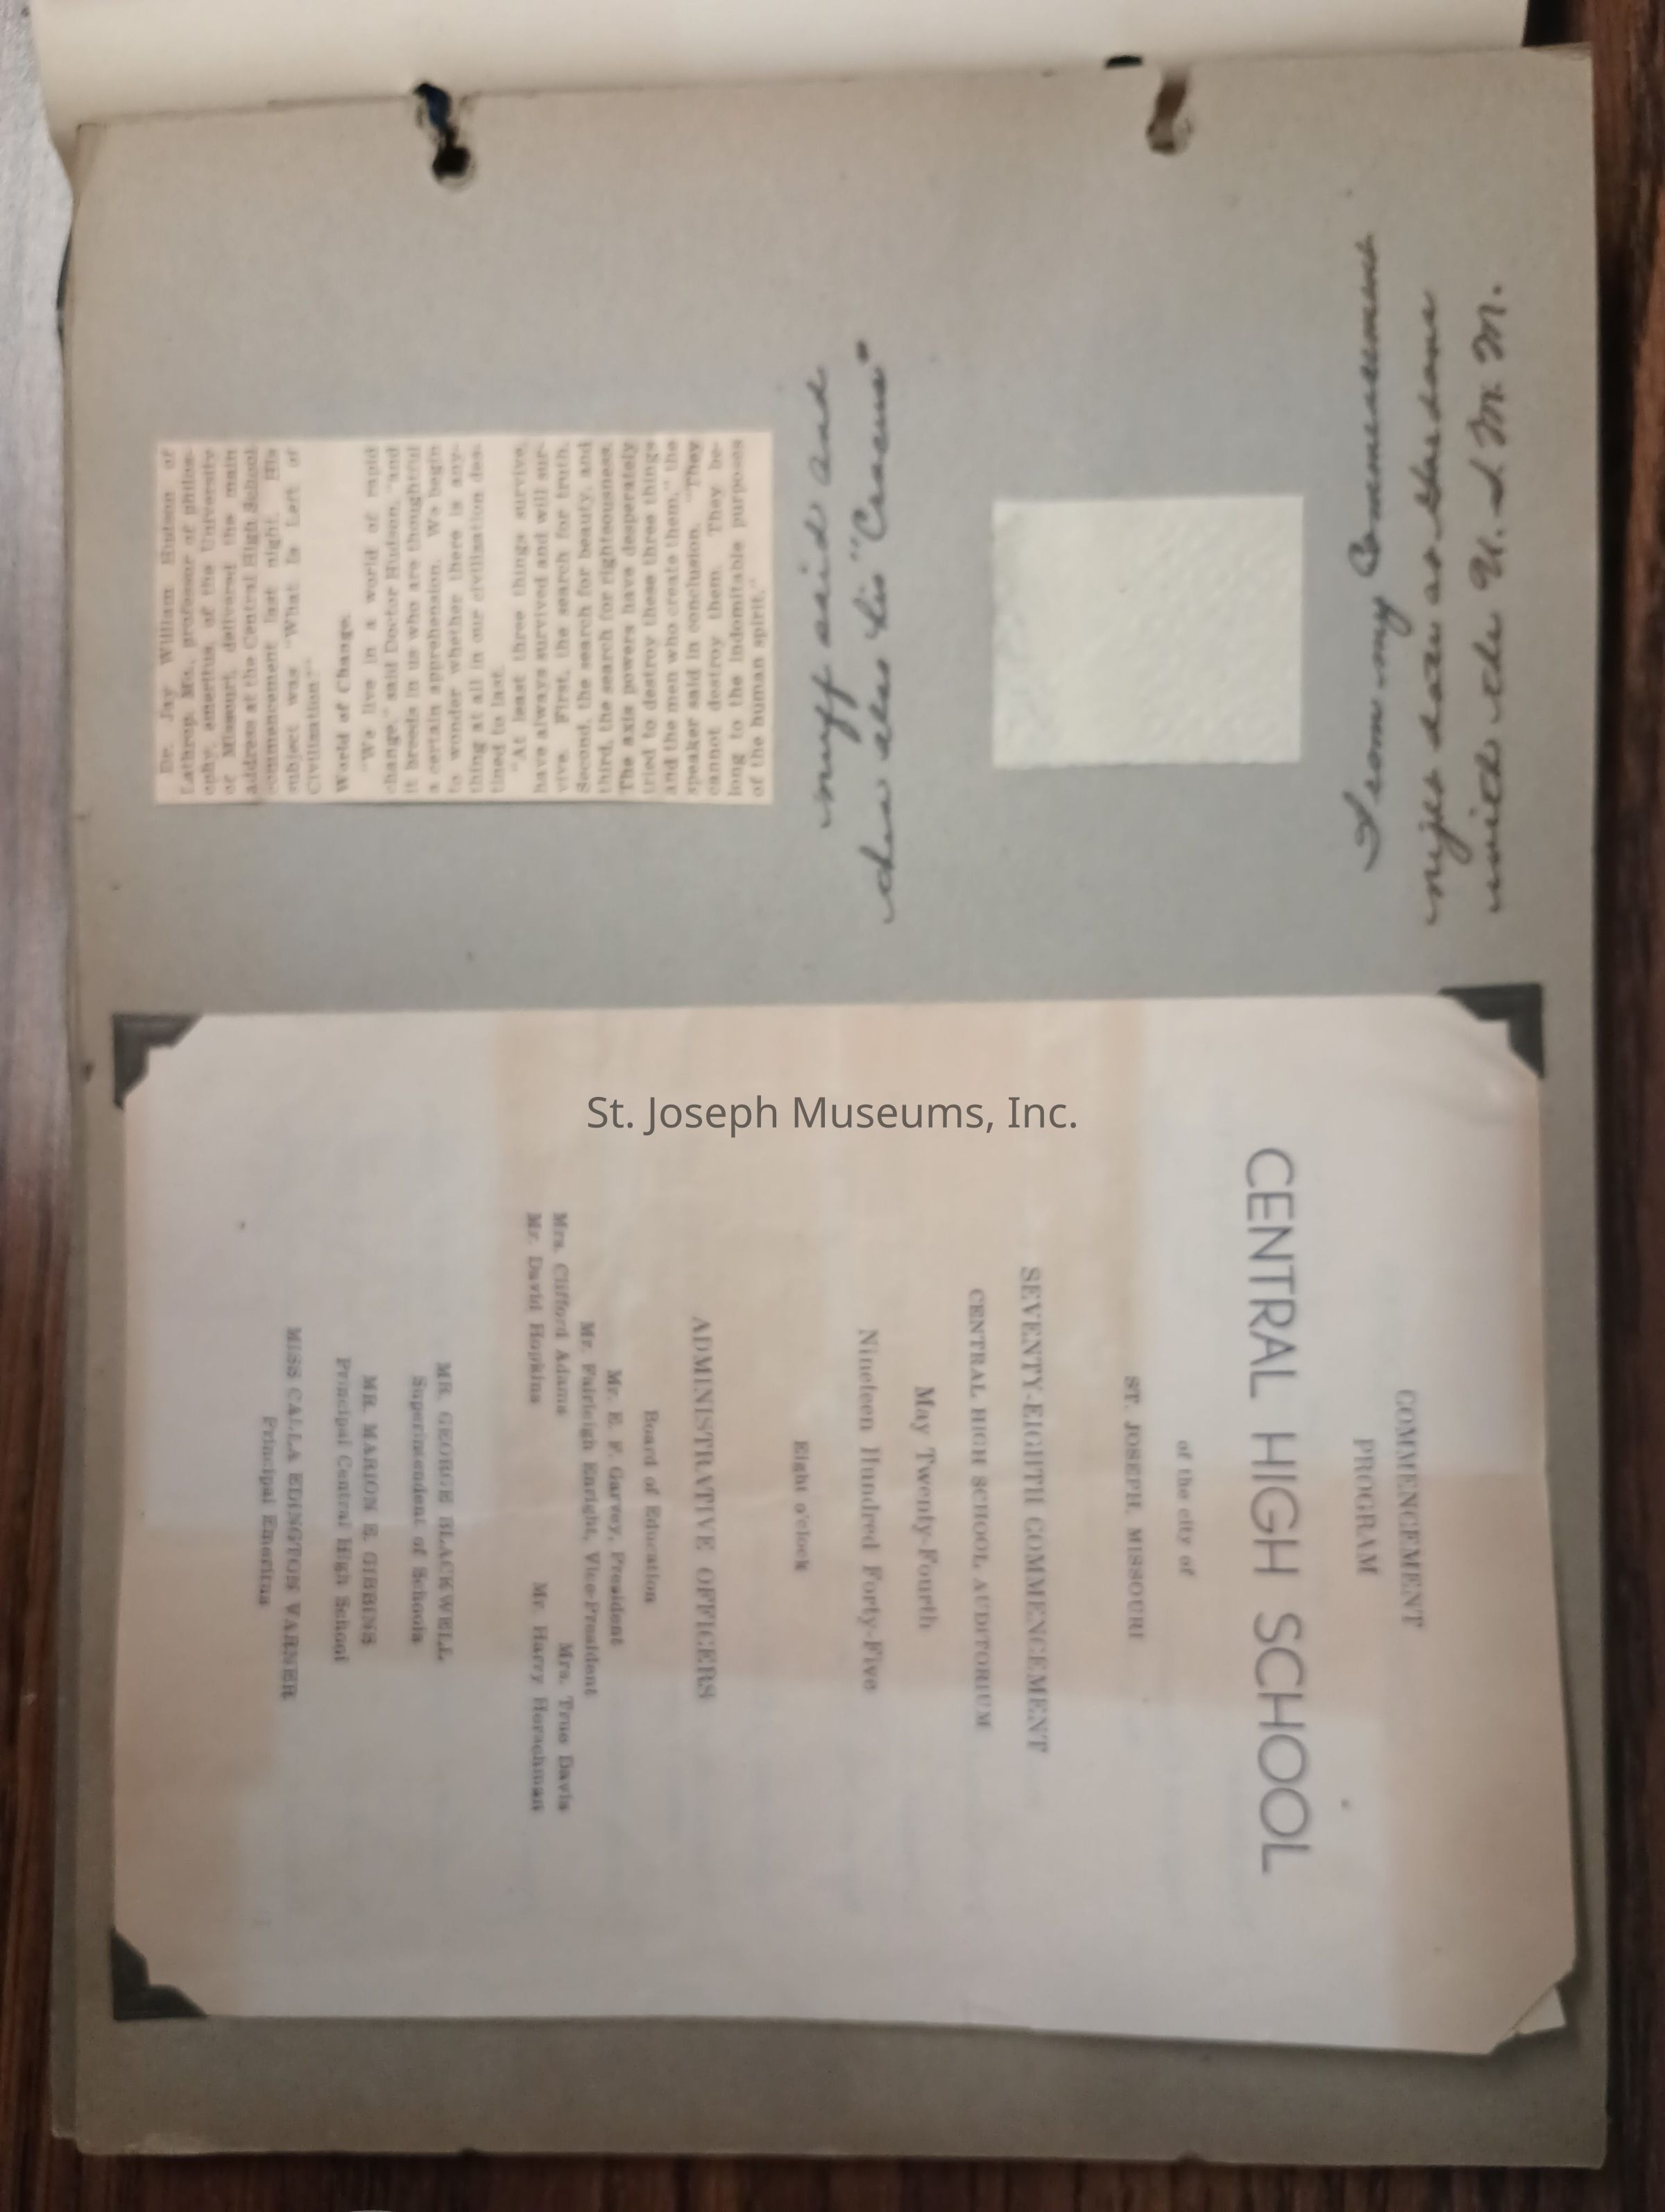 Dr. Jay William Hudson of
Lathrop, Mo., professor of philos-
ophy, ameritus, of the University
of Missouri, delivered the main
address at the Central High School
commencement last night. His
subject was "What Is Left of
Civilization?"
World of Change.
"We live in a world of rapid
change," said Doctor Hudson, "and
it breeds in us who are thoughtful
a certain apprehension. We begin
to wonder whether there is any-
thing at all in our civilization des-
tined to last.
"At least three things survive,
have always survived and will sur-
vive. First, the search for truth.
Second, the search for beauty, and
third, the search for righteousness.
The axis powers have desperately
tried to destroy these three things
and the men who create them," the
speaker said in conclusion. "They
cannot destroy them. They be-
long to the indomitable purposes
of the human spirit."
nuff said and
"Cracuus"
From my Commencement
nite date as
with the U. S. M. M.
St. Joseph Museums, Inc.
COMMENCEMENT
PROGRAM
CENTRAL HIGH SCHOOL
of the city of
ST. JOSEPH, MISSOURI
SEVENTY-EIGHTH COMMENCEMENT
CENTRAL HIGH SCHOOL AUDITORIUM
May Twenty-Fourth
Nineteen Hundred Forty-Five
Eight o'clock
ADMINISTRATIVE OFFICERS
Board of Education
Mr. E. F. Garvey, President
Mr. Fairleigh Enright, Vice-President
Mrs. Clifford Adams Mrs. True Davis
Mr. David Hopkins Mr. Harry Horschman
MR. GEORGE BLACKWELL
Superintendent of Schools
MR. MARION E. GIBBINS
Principal Central High School
MISS CALLA EDINGTON VARNER
Principal Emeritus